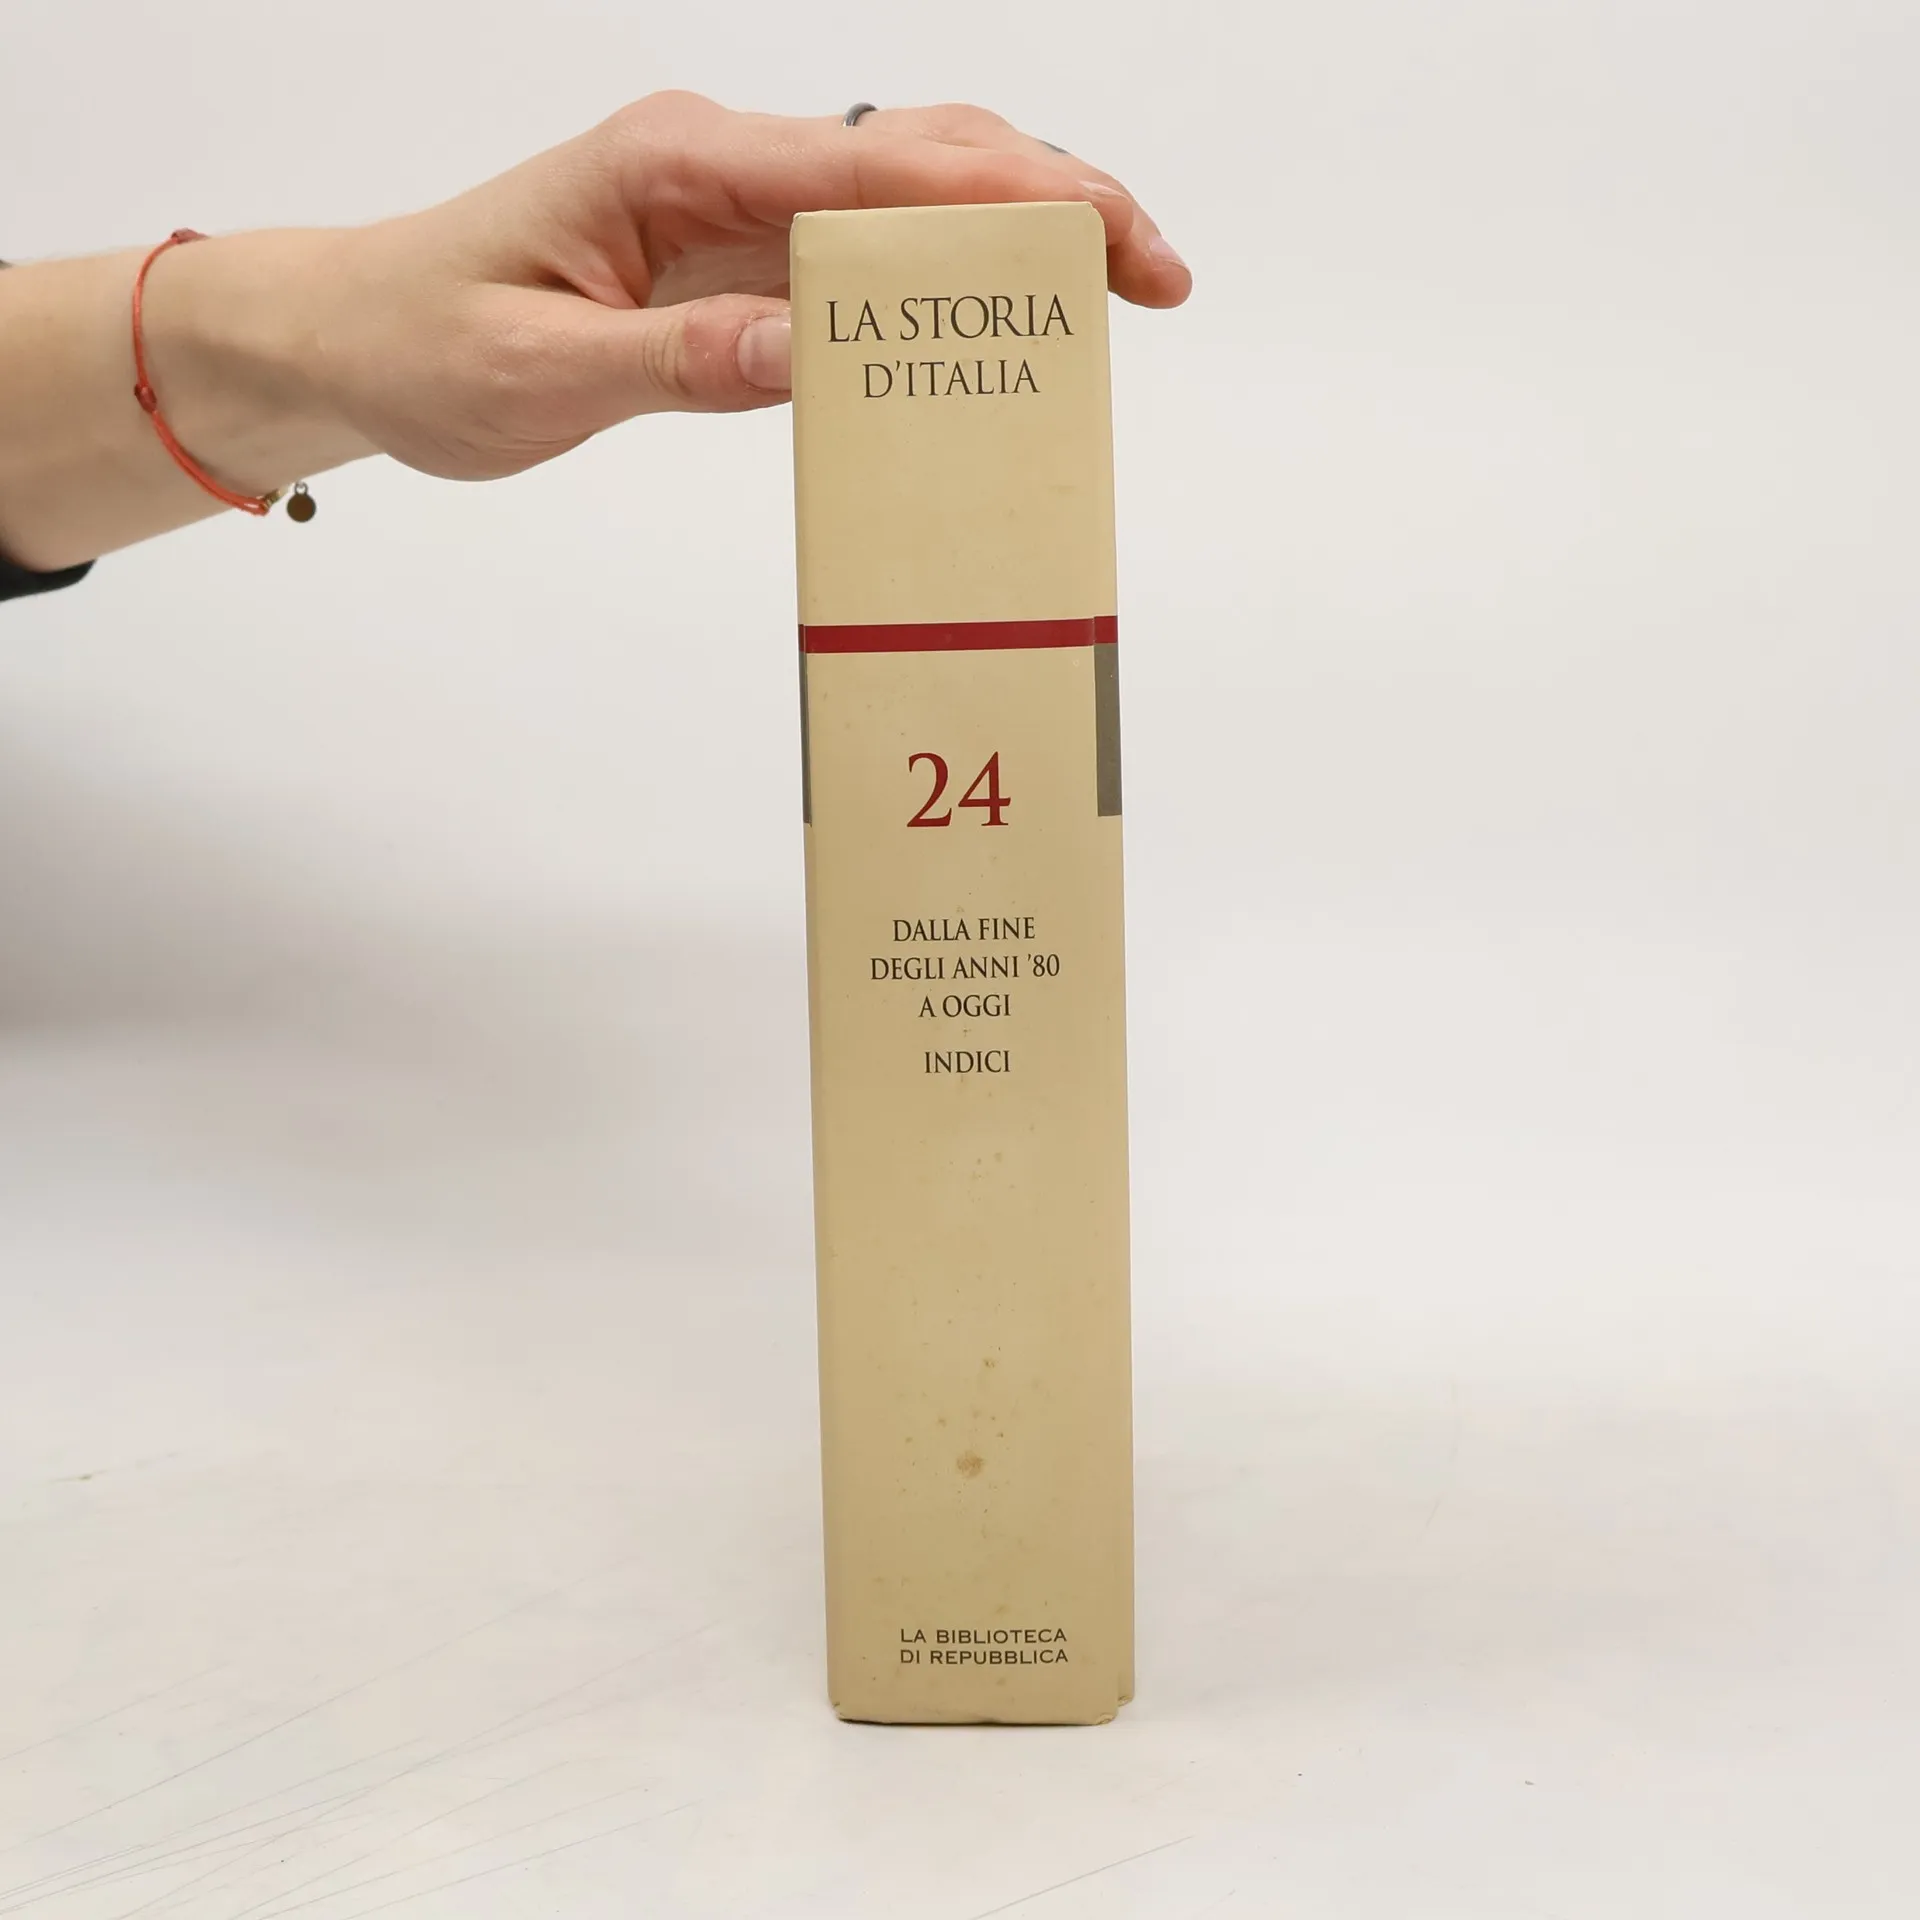 LA STORIA
D'ITALIA
24
DALLA FINE
DEGLI ANNI '80
A OGGI
INDICI
LA BIBLIOTECA
DI REPUBBLICA